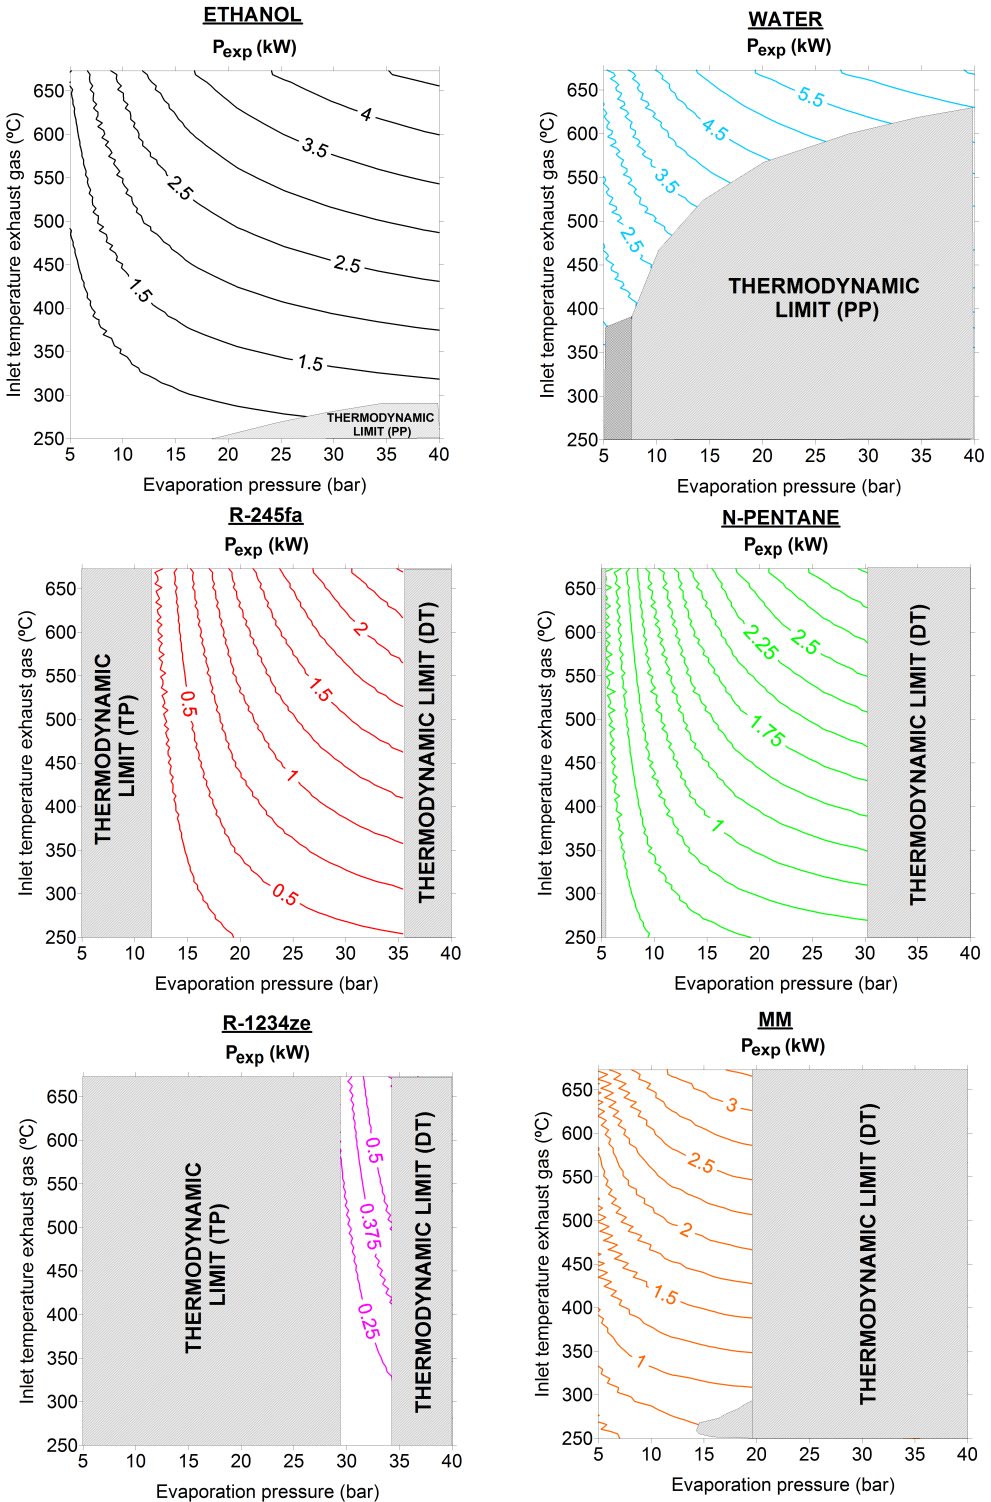 ETHANOL
Pexp (kW)
Inlet temperature exhaust gas (ºC)
650
600
550
500
450
400
350
300
250
4
3.5
2.5
2.5
1.5
1.5
THERMODYNAMIC
LIMIT (PP)
5 10 15 20 25 30 35 40
Evaporation pressure (bar)
WATER
Pexp (kW)
Inlet temperature exhaust gas (ºC)
650
600
550
500
450
400
350
300
250
5.5
4.5
3.5
2.5
THERMODYNAMIC
LIMIT (PP)
5 10 15 20 25 30 35 40
Evaporation pressure (bar)
R-245fa
Pexp (kW)
Inlet temperature exhaust gas (ºC)
650
600
550
500
450
400
350
300
250
THERMODYNAMIC
LIMIT (TP)
2
1.5
0.5
1
0.5
THERMODYNAMIC LIMIT (DT)
5 10 15 20 25 30 35 40
Evaporation pressure (bar)
N-PENTANE
Pexp (kW)
Inlet temperature exhaust gas (ºC)
650
600
550
500
450
400
350
300
250
2.25
2.5
1.75
1
THERMODYNAMIC LIMIT (DT)
5 10 15 20 25 30 35 40
Evaporation pressure (bar)
R-1234ze
Pexp (kW)
Inlet temperature exhaust gas (ºC)
650
600
550
500
450
400
350
300
250
THERMODYNAMIC
LIMIT (TP)
0.5
0.375
0.25
THERMODYNAMIC LIMIT (DT)
5 10 15 20 25 30 35 40
Evaporation pressure (bar)
MM
Pexp (kW)
Inlet temperature exhaust gas (ºC)
650
600
550
500
450
400
350
300
250
3
2.5
2
1.5
1
THERMODYNAMIC LIMIT (DT)
5 10 15 20 25 30 35 40
Evaporation pressure (bar)